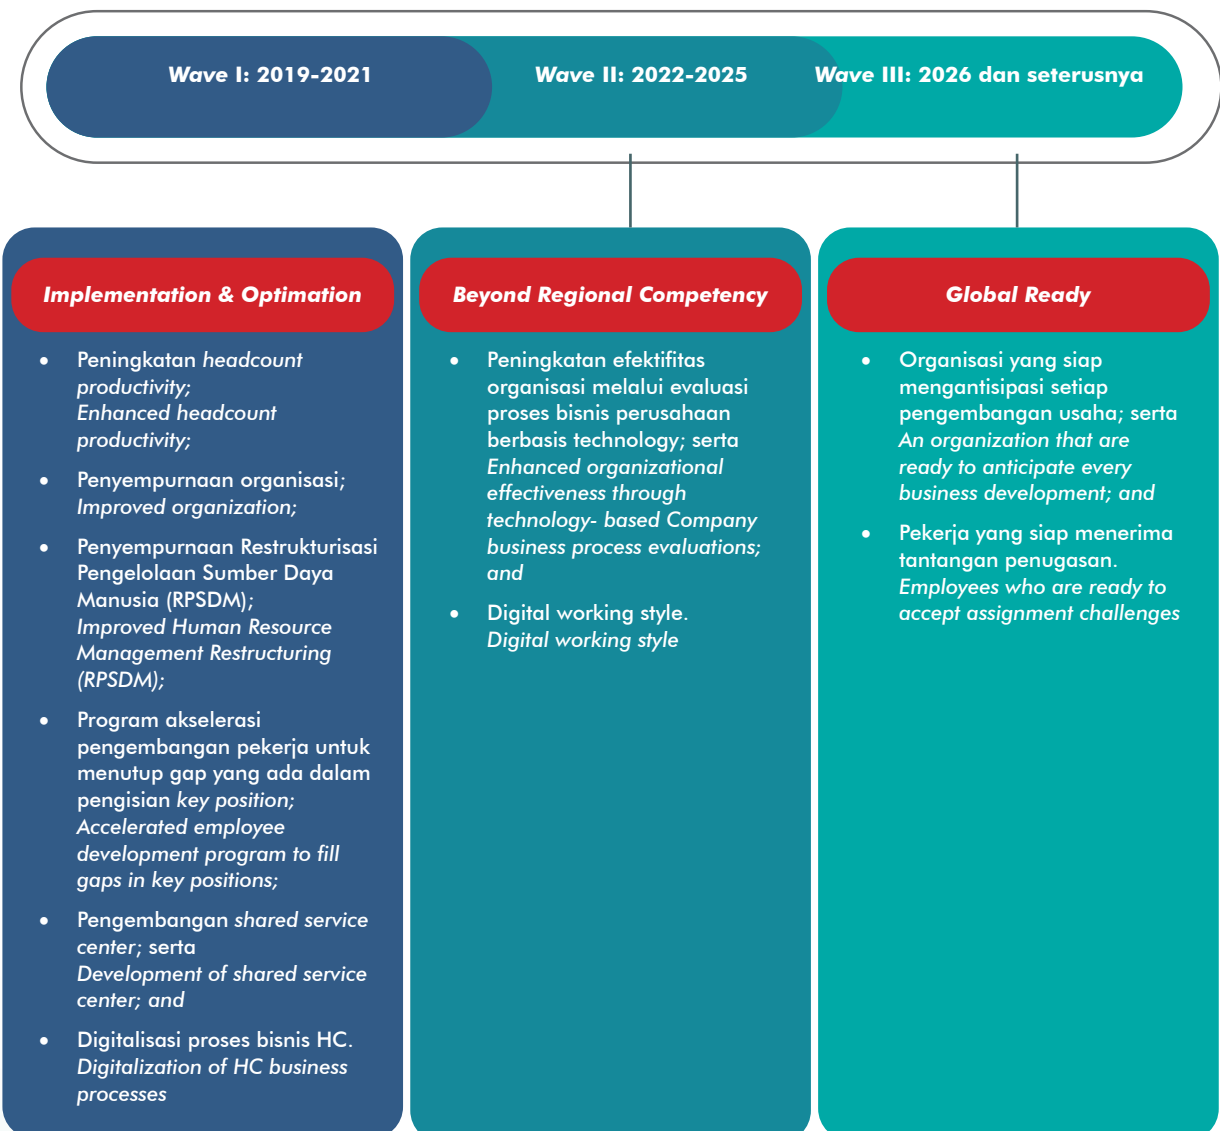 Wave I: 2019-2021
Wave II: 2022-2025
Wave III: 2026 dan seterusnya
Implementation & Optimation
• Peningkatan headcount
productivity;
Enhanced headcount
productivity;
• Penyempurnaan organisasi;
Improved organization;
• Penyempurnaan Restrukturisasi
Pengelolaan Sumber Daya
Manusia (RPSDM);
Improved Human Resource
Management Restructuring
(RPSDM);
• Program akselerasi
pengembangan pekerja untuk
menutup gap yang ada dalam
pengisian key position;
Accelerated employee
development program to fill
gaps in key positions;
• Pengembangan shared service
center; serta
Development of shared service
center; and
• Digitalisasi proses bisnis HC.
Digitalization of HC business
processes
Beyond Regional Competency
• Peningkatan efektifitas
organisasi melalui evaluasi
proses bisnis perusahaan
berbasis technology; serta
Enhanced organizational
effectiveness through
technology- based Company
business process evaluations;
and
• Digital working style.
Digital working style
Global Ready
• Organisasi yang siap
mengantisipasi setiap
pengembangan usaha; serta
An organization that are
ready to anticipate every
business development; and
• Pekerja yang siap menerima
tantangan penugasan.
Employees who are ready to
accept assignment challenges